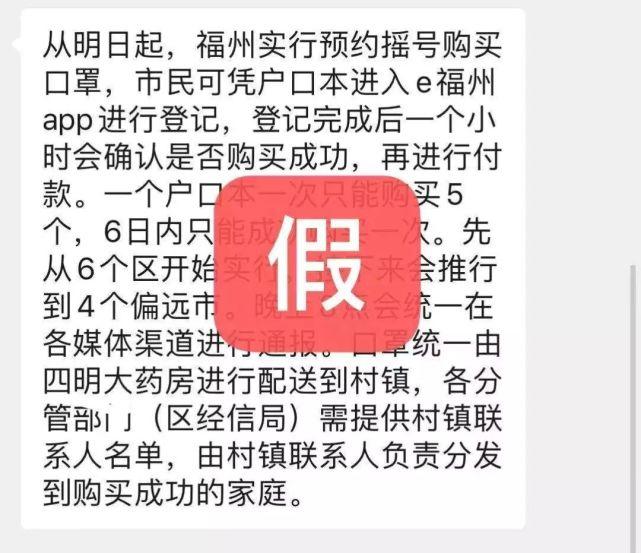 从明日起，福州实行预约摇号购买
口罩，市民可凭户口本进入e福州
app进行登记，登记完成后一个小
时会确认是否购买成功，再进行付
款。一个户口本一次只能购买5
个，6日内只能成功购买一次。先
从6个区开始实行，接下来会推行
到4个偏远市。晚上 点会统一在
各媒体渠道进行通报。口罩统一由
四明大药房进行配送到村镇，各分
管部门（区经信局）需提供村镇联
系人名单，由村镇联系人负责分发
到购买成功的家庭。
假